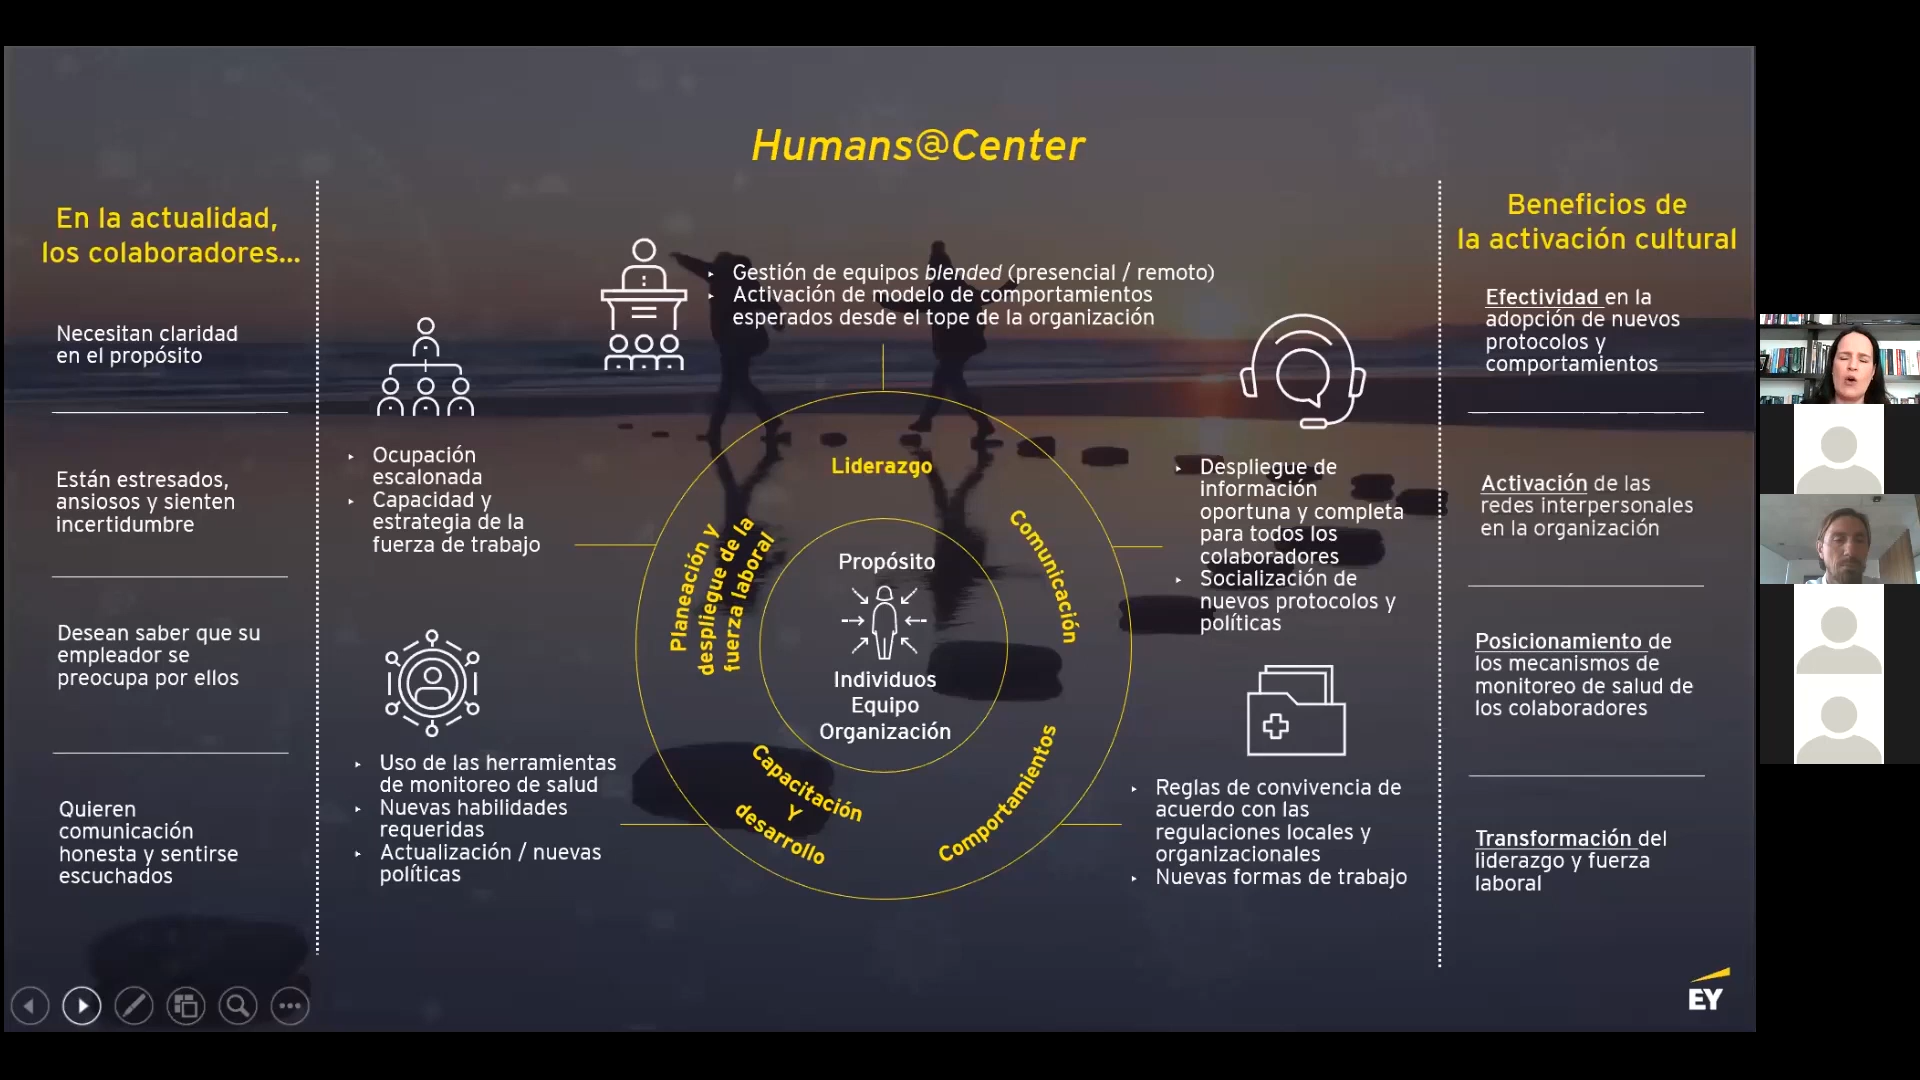 Humans@Center
En la actualidad,
los colaboradores...
Necesitan claridad
en el propósito
Están estresados,
ansiosos y sienten
incertidumbre
Desean saber que su
empleador se
preocupa por ellos
Quieren
comunicación
honesta y sentirse
escuchados
Gestión de equipos blended (presencial / remoto)
Activación de modelo de comportamientos
esperados desde el tope de la organización
Ocupación
escalonada
Capacidad y
estrategia de la
fuerza de trabajo
Uso de las herramientas
de monitoreo de salud
Nuevas habilidades
requeridas
Actualización / nuevas
políticas
Liderazgo
Planeación y
despliegue de la
fuerza laboral
Comunicación
Propósito
Individuos
Equipo
Organización
Capacitación
Y
desarrollo
Comportamientos
Despliegue de
información
oportuna y completa
para todos los
colaboradores
Socialización de
nuevos protocolos y
políticas
Reglas de convivencia de
acuerdo con las
regulaciones locales y
organizacionales
Nuevas formas de trabajo
Beneficios de
la activación cultural
Efectividad en la
adopción de nuevos
protocolos y
comportamientos
Activación de las
redes interpersonales
en la organización
Posicionamiento de
los mecanismos de
monitoreo de salud de
los colaboradores
Transformación del
liderazgo y fuerza
laboral
EY